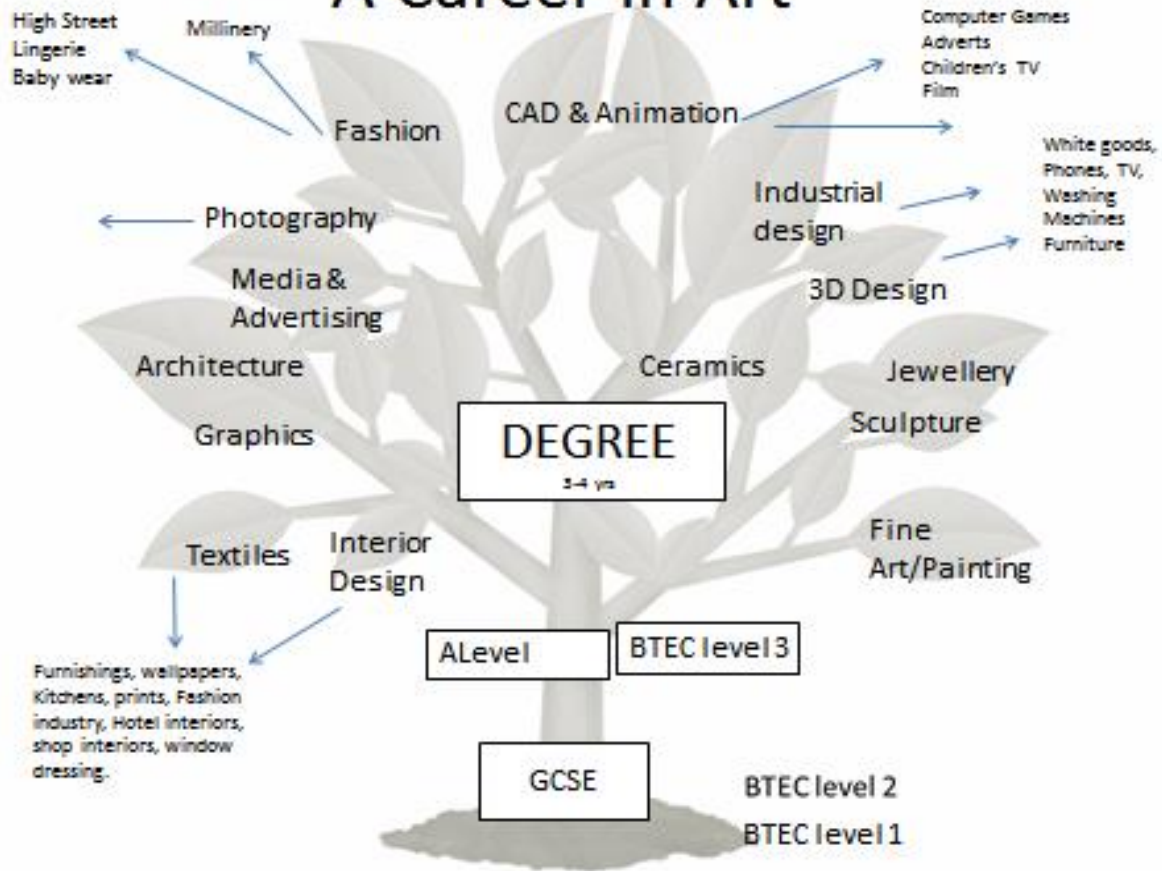 A Career in Art
High Street
Lingerie
Baby wear
Millinery
Computer Games
Adverts
Children's TV
Film
Fashion
CAD & Animation
White goods,
Phones, TV,
Washing
Machines
Furniture
Photography
Industrial
design
Media &
Advertising
3D Design
Architecture
Ceramics
Jewellery
Graphics
Sculpture
DEGREE
3-4 yrs
Textiles
Interior
Design
Fine
Art/Painting
ALevel
BTEC level 3
Furnishings, wallpapers,
Kitchens, prints, Fashion
industry, Hotel interiors,
shop interiors, window
dressing.
GCSE
BTEC level 2
BTEC level 1